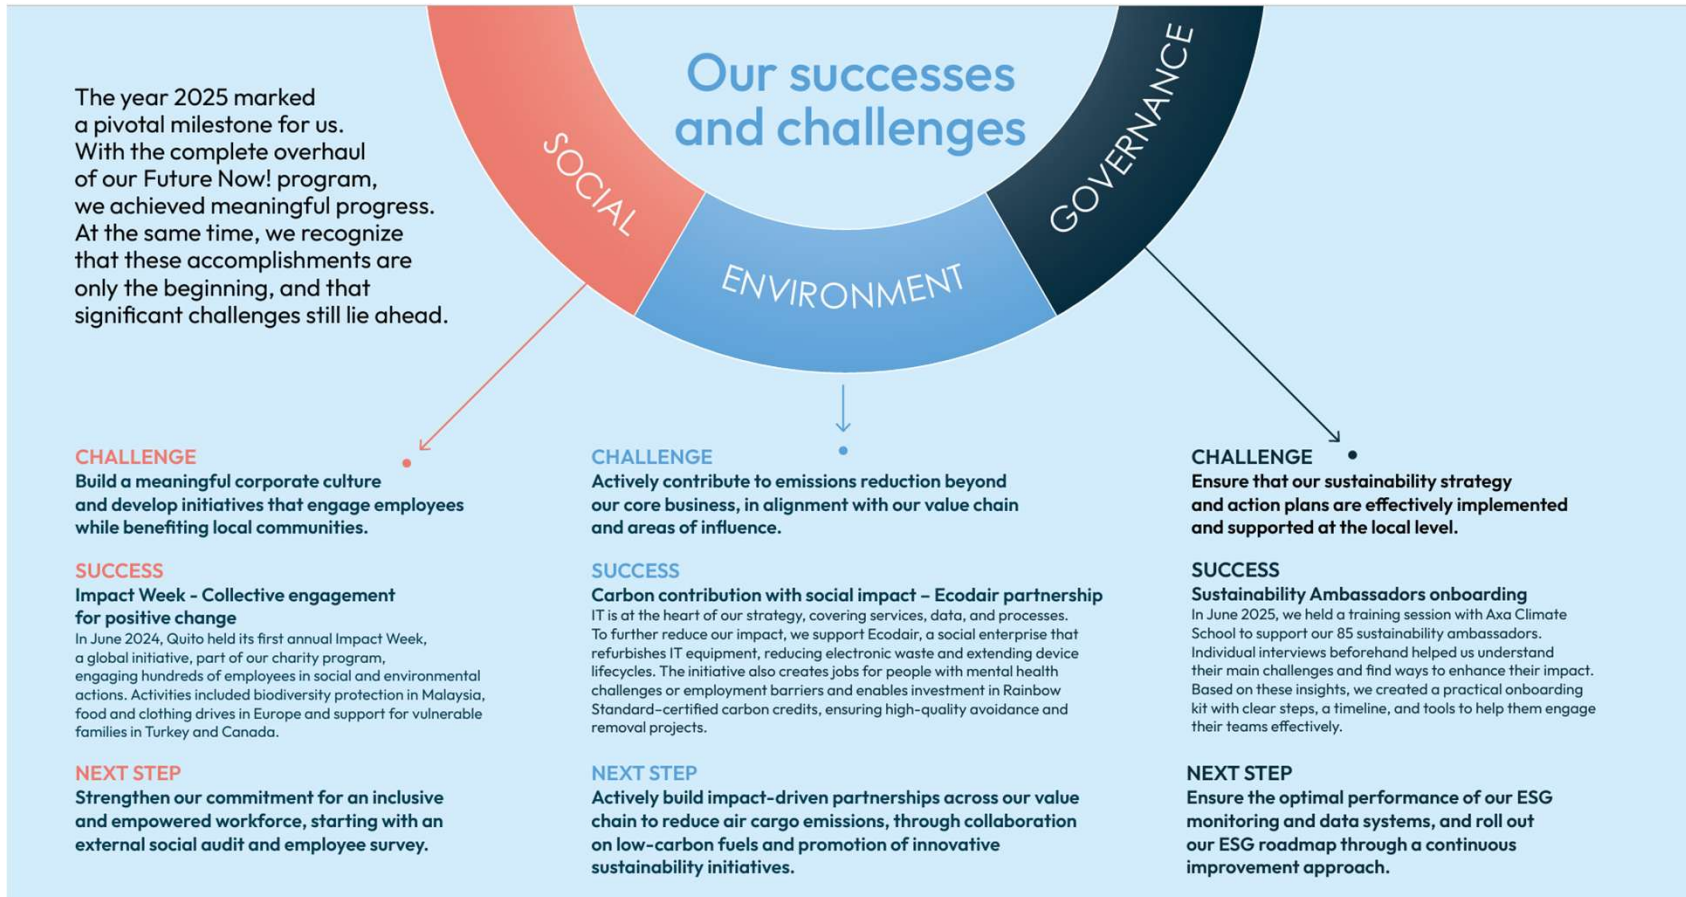 Our successes
and challenges
SOCIAL
ENVIRONMENT
GOVERNANCE
The year 2025 marked
a pivotal milestone for us.
With the complete overhaul
of our Future Now! program,
we achieved meaningful progress.
At the same time, we recognize
that these accomplishments are
only the beginning, and that
significant challenges still lie ahead.
CHALLENGE
Build a meaningful corporate culture
and develop initiatives that engage employees
while benefiting local communities.
SUCCESS
Impact Week - Collective engagement
for positive change
In June 2024, Quito held its first annual Impact Week,
a global initiative, part of our charity program,
engaging hundreds of employees in social and environmental
actions. Activities included biodiversity protection in Malaysia,
food and clothing drives in Europe and support for vulnerable
families in Turkey and Canada.
NEXT STEP
Strengthen our commitment for an inclusive
and empowered workforce, starting with an
external social audit and employee survey.
CHALLENGE
Actively contribute to emissions reduction beyond
our core business, in alignment with our value chain
and areas of influence.
SUCCESS
Carbon contribution with social impact – Ecodair partnership
IT is at the heart of our strategy, covering services, data, and processes.
To further reduce our impact, we support Ecodair, a social enterprise that
refurbishes IT equipment, reducing electronic waste and extending device
lifecycles. The initiative also creates jobs for people with mental health
challenges or employment barriers and enables investment in Rainbow
Standard-certified carbon credits, ensuring high-quality avoidance and
removal projects.
NEXT STEP
Actively build impact-driven partnerships across our value
chain to reduce air cargo emissions, through collaboration
on low-carbon fuels and promotion of innovative
sustainability initiatives.
CHALLENGE
Ensure that our sustainability strategy
and action plans are effectively implemented
and supported at the local level.
SUCCESS
Sustainability Ambassadors onboarding
In June 2025, we held a training session with Axa Climate
School to support our 85 sustainability ambassadors.
Individual interviews beforehand helped us understand
their main challenges and find ways to enhance their impact.
Based on these insights, we created a practical onboarding
kit with clear steps, a timeline, and tools to help them engage
their teams effectively.
NEXT STEP
Ensure the optimal performance of our ESG
monitoring and data systems, and roll out
our ESG roadmap through a continuous
improvement approach.